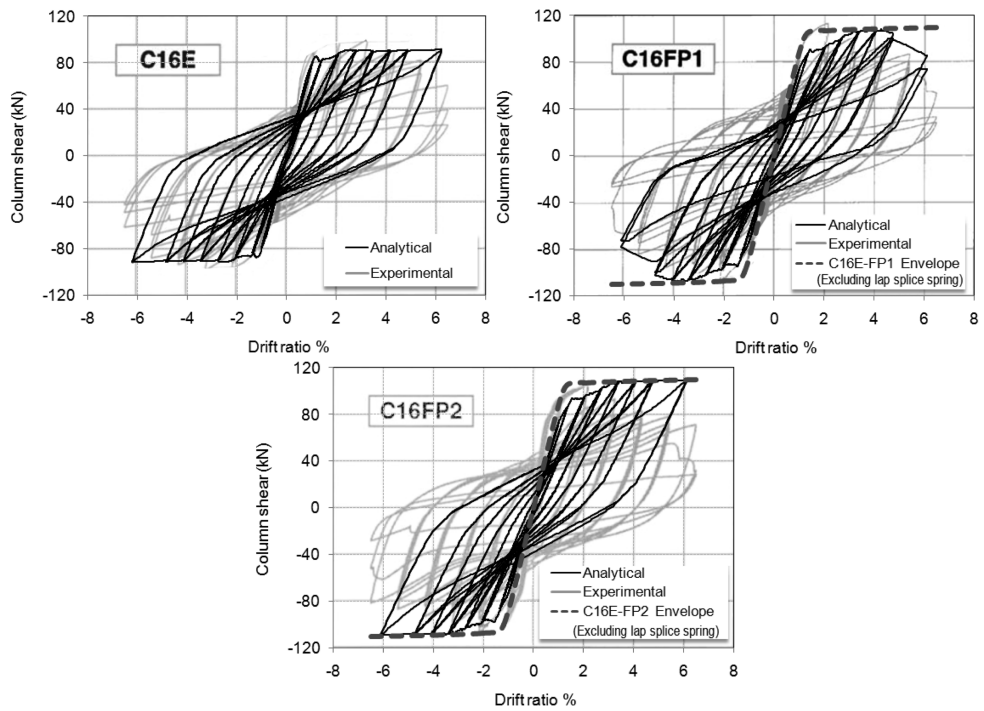 120
80
40
0
-40
-80
-120
Column shear (kN)
C16E
Analytical
Experimental
-8 -6 -4 -2 0 2 4 6 8
Drift ratio %
120
80
40
0
-40
-80
-120
Column shear (kN)
C16FP1
Analytical
Experimental
C16E-FP1 Envelope
(Excluding lap splice spring)
-8 -6 -4 -2 0 2 4 6 8
Drift ratio %
120
80
40
0
-40
-80
-120
Column shear (kN)
C16FP2
Analytical
Experimental
C16E-FP2 Envelope
(Excluding lap splice spring)
-8 -6 -4 -2 0 2 4 6 8
Drift ratio %